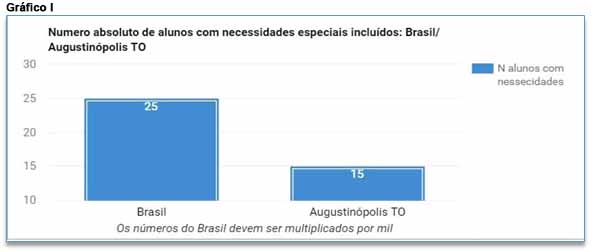 Gráfico I
Numero absoluto de alunos com necessidades especiais incluídos: Brasil/
Augustinópolis TO
30
25
20
15
10
25
15
N alunos com
nessecidades
Brasil
Augustinópolis TO
Os números do Brasil devem ser multiplicados por mil